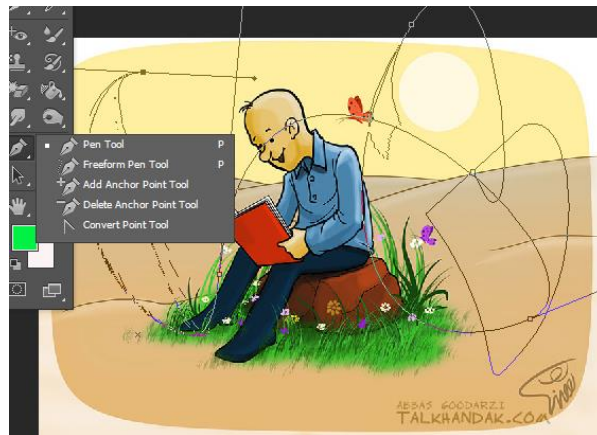 Pen Tool P
Freeform Pen Tool P
Add Anchor Point Tool
Delete Anchor Point Tool
Convert Point Tool
ABBAS GOODARZI
TALKHANDAK.COM